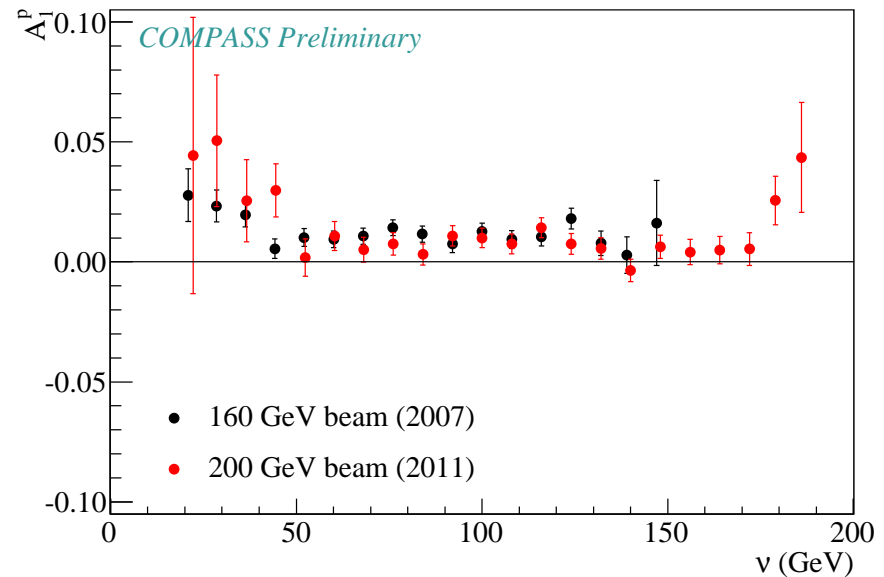 A₁ᵖ
0.10
COMPASS Preliminary
0.05
0.00
-0.05
160 GeV beam (2007)
200 GeV beam (2011)
-0.10
0 50 100 150 200
ν (GeV)